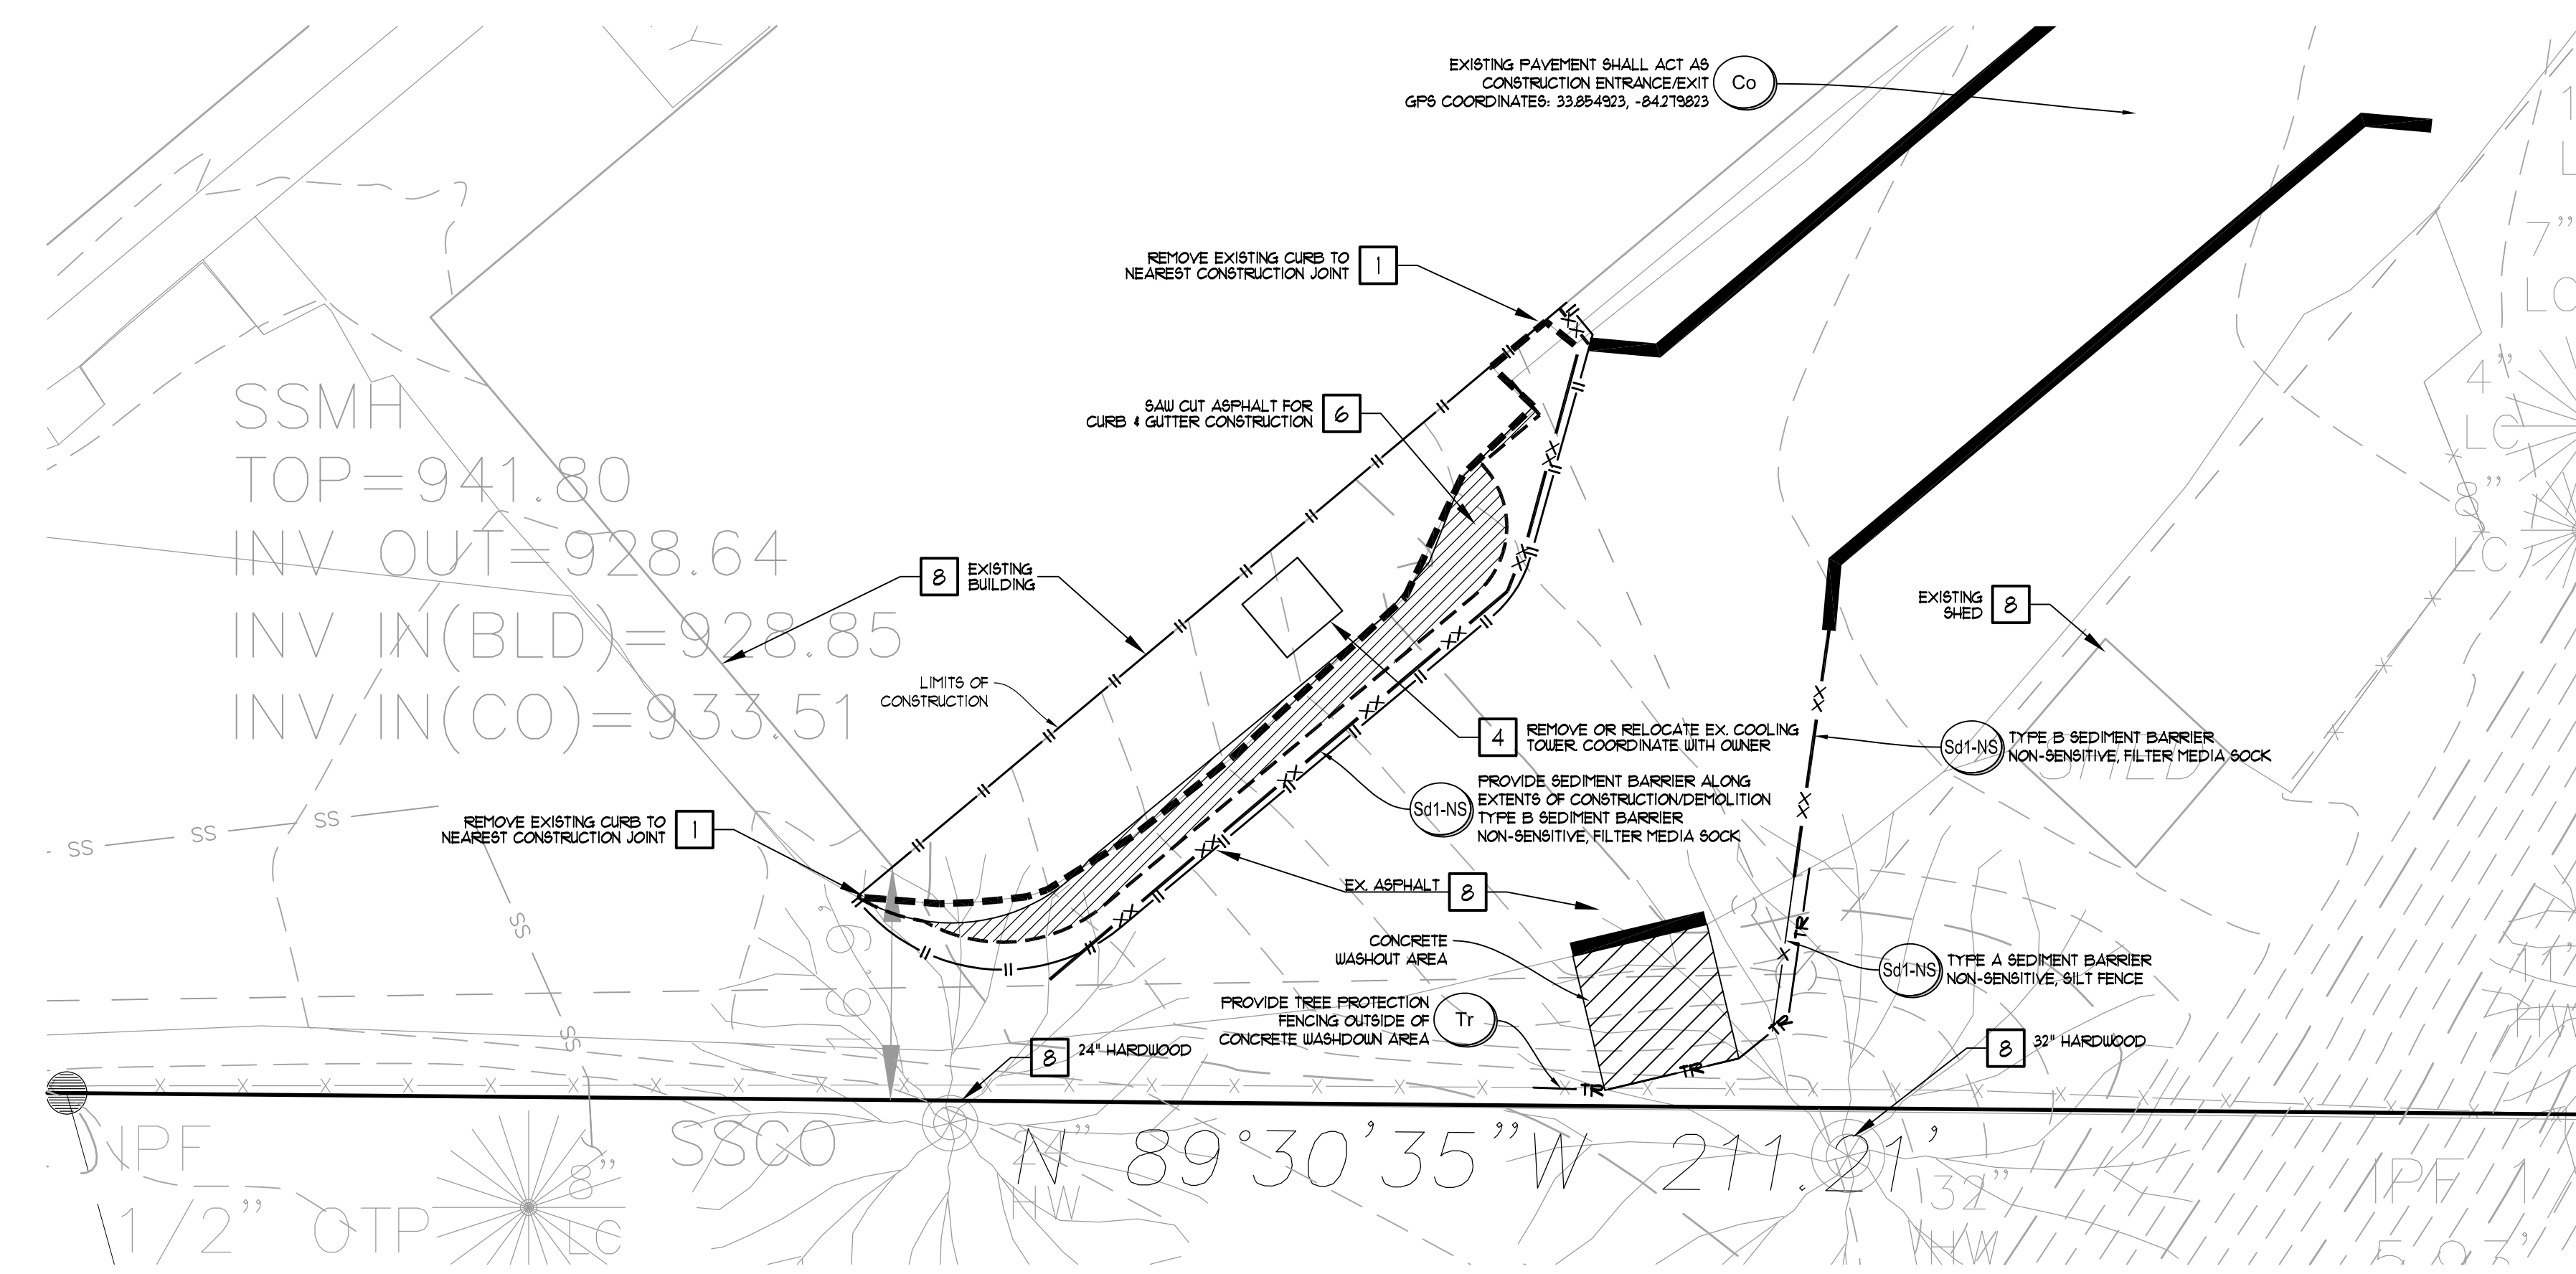 EXISTING PAVEMENT SHALL ACT AS
CONSTRUCTION ENTRANCE/EXIT
GPS COORDINATES: 33.854923, -84.279823
Co
REMOVE EXISTING CURB TO
NEAREST CONSTRUCTION JOINT
1
SAW CUT ASPHALT FOR
CURB & GUTTER CONSTRUCTION
6
SSMH
TOP=941.80
INV OUT=928.64
INV IN(BLD)=928.85
INV IN(CO)=933.51
8
EXISTING
BUILDING
LIMITS OF
CONSTRUCTION
EXISTING
SHED
8
7"
LC
4"
LC
8"
LC
4
REMOVE OR RELOCATE EX. COOLING
TOWER. COORDINATE WITH OWNER
Sd1-NS
TYPE B SEDIMENT BARRIER
NON-SENSITIVE, FILTER MEDIA SOCK
SHED
Sd1-NS
PROVIDE SEDIMENT BARRIER ALONG
EXTENTS OF CONSTRUCTION/DEMOLITION
TYPE B SEDIMENT BARRIER
NON-SENSITIVE, FILTER MEDIA SOCK
REMOVE EXISTING CURB TO
NEAREST CONSTRUCTION JOINT
1
SS
SS
SS
SS
SS
EX. ASPHALT
8
CONCRETE
WASHOUT AREA
TR
Sd1-NS
TYPE A SEDIMENT BARRIER
NON-SENSITIVE, SILT FENCE
PROVIDE TREE PROTECTION
FENCING OUTSIDE OF
CONCRETE WASHDOWN AREA
Tr
TR
TR
TR
8
24" HARDWOOD
8
32" HARDWOOD
IPF
1/2" OTP
8"
LC
SSCO
24"
HW
N 89°30'35"W 211.21'
32"
HW
HW
IPF 1